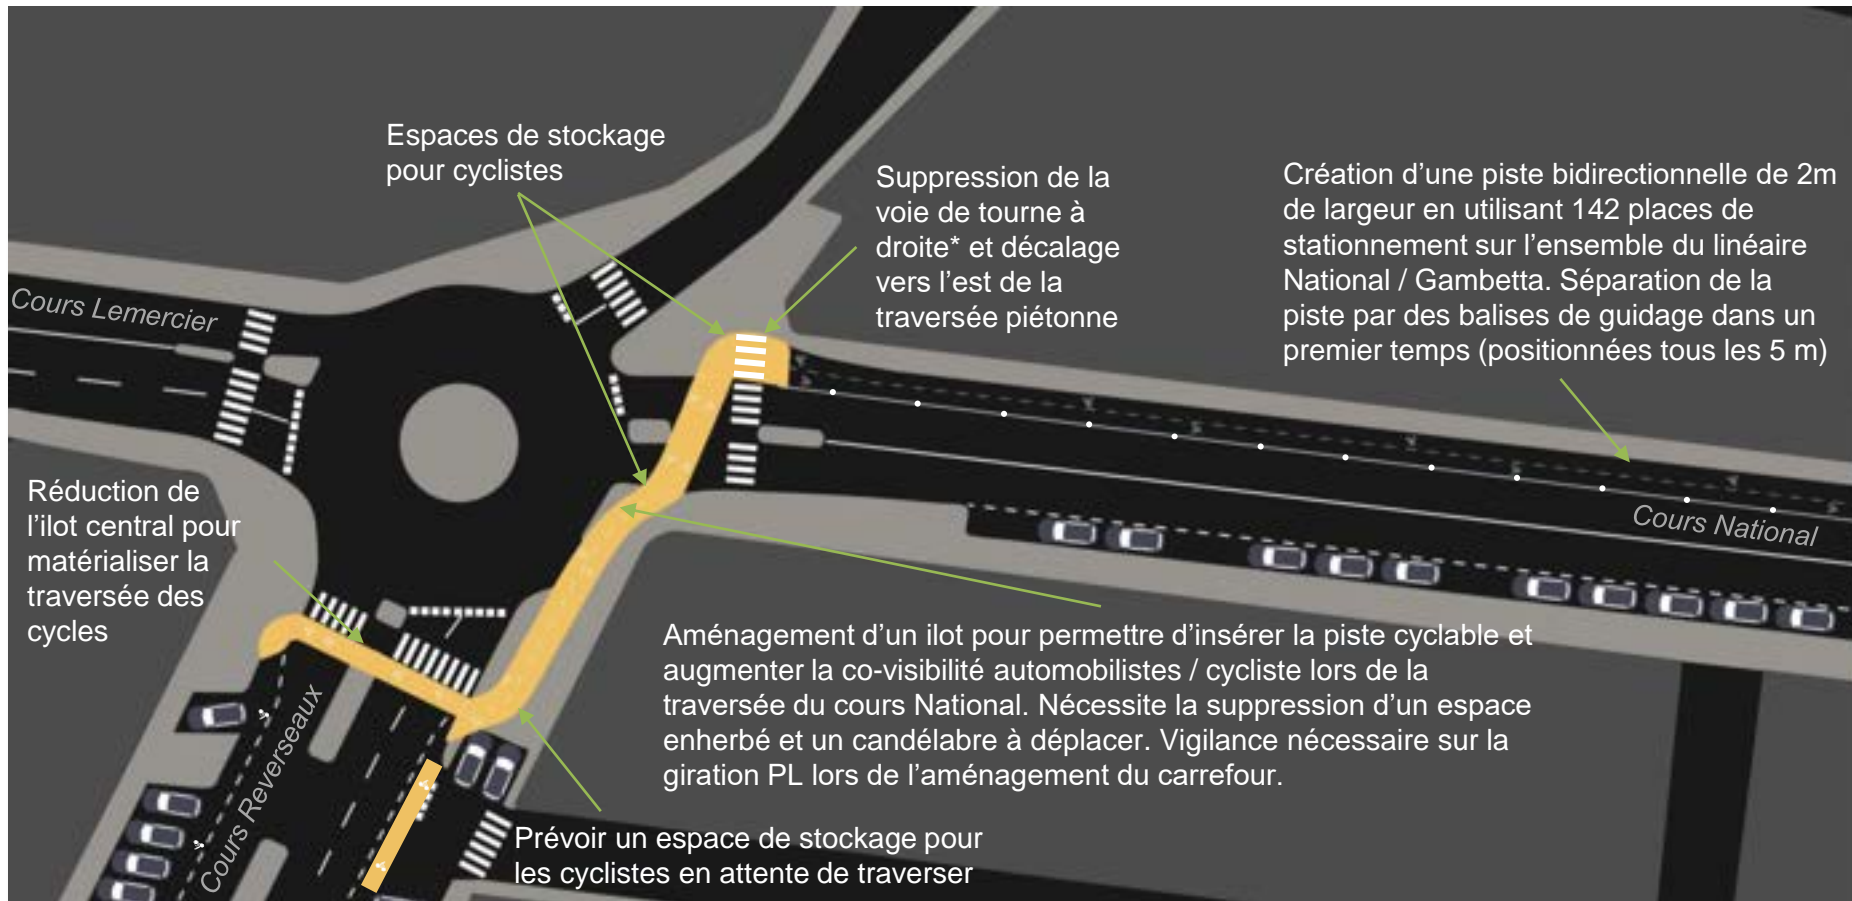 Espaces de stockage
pour cyclistes
Suppression de la
voie de tourne à
droite* et décalage
vers l'est de la
traversée piétonne
Création d'une piste bidirectionnelle de 2m
de largeur en utilisant 142 places de
stationnement sur l'ensemble du linéaire
National / Gambetta. Séparation de la
piste par des balises de guidage dans un
premier temps (positionnées tous les 5 m)
Cours Lemercier
Réduction de
l'ilot central pour
matérialiser la
traversée des
cycles
Cours National
Aménagement d'un ilot pour permettre d'insérer la piste cyclable et
augmenter la co-visibilité automobilistes / cycliste lors de la
traversée du cours National. Nécessite la suppression d'un espace
enherbé et un candélabre à déplacer. Vigilance nécessaire sur la
giration PL lors de l'aménagement du carrefour.
Cours Reverseaux
Prévoir un espace de stockage pour
les cyclistes en attente de traverser